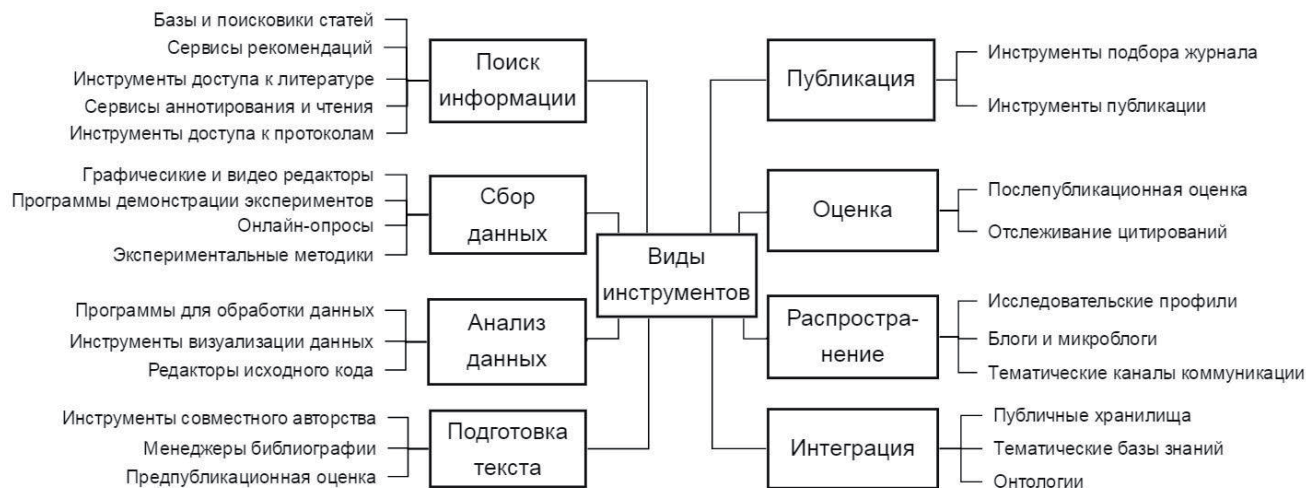 Базы и поисковики статей
Сервисы рекомендаций
Инструменты доступа к литературе
Сервисы аннотирования и чтения
Инструменты доступа к протоколам
Поиск
информации
Графичесикие и видео редакторы
Программы демонстрации экспериментов
Онлайн-опросы
Экспериментальные методики
Сбор
данных
Программы для обработки данных
Инструменты визуализации данных
Редакторы исходного кода
Анализ
данных
Инструменты совместного авторства
Менеджеры библиографии
Предпубликационная оценка
Подготовка
текста
Виды
инструментов
Публикация
Инструменты подбора журнала
Инструменты публикации
Оценка
Послепубликационная оценка
Отслеживание цитирований
Распростра-
нение
Исследовательские профили
Блоги и микроблоги
Тематические каналы коммуникации
Интеграция
Публичные хранилища
Тематические базы знаний
Онтологии